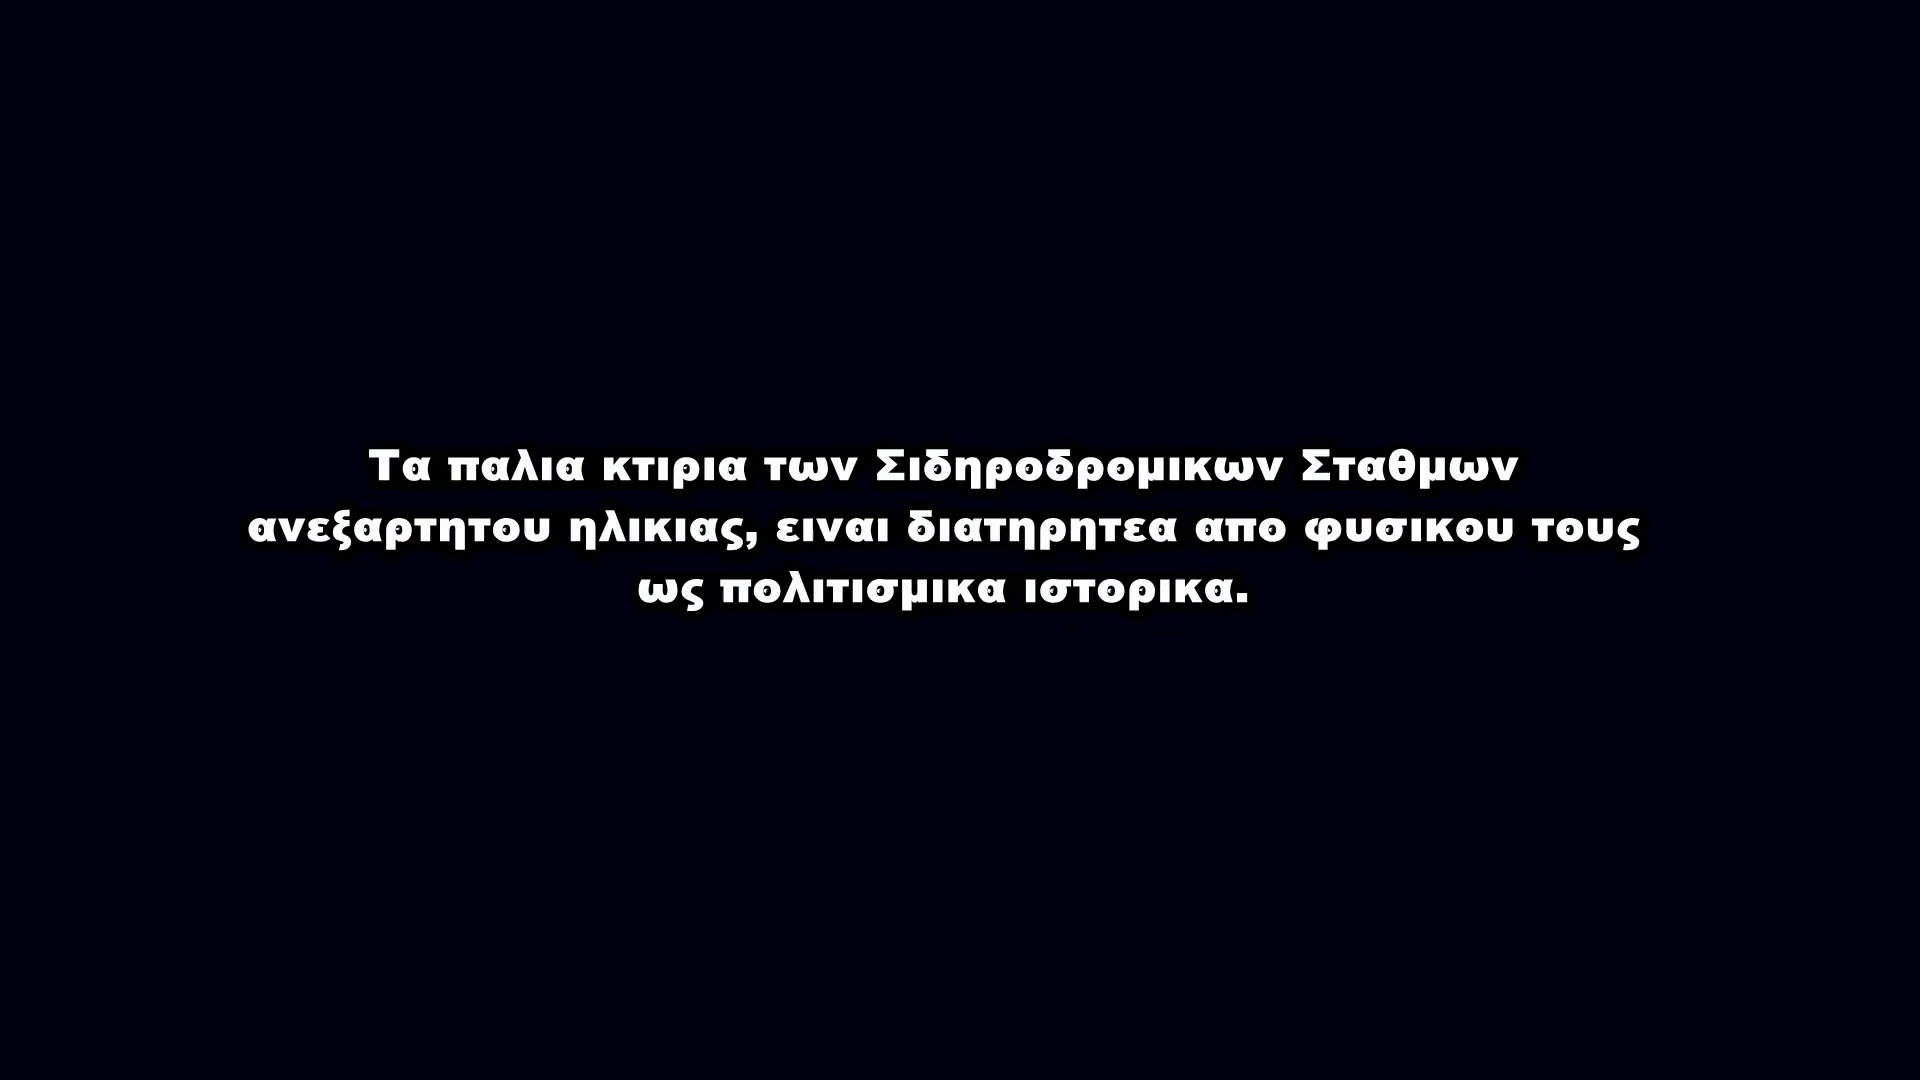 Τα παλια κτιρια των Σιδηροδρομικων Σταθμων
ανεξαρτητου ηλικιας, ειναι διατηρητεα απο φυσικου τους
ως πολιτισμικα ιστορικα.